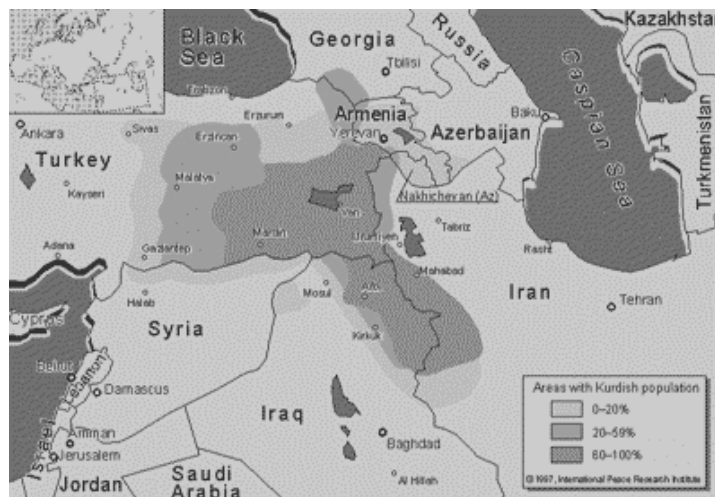 Black
Sea
Georgia
Russia
Kazakhsta
Tbilisi
Caspian Sea
Trabzon
Armenia
Yerevan
Azerbaijan
Baku
Turkmenistan
Ankara
Sivas
Erzurum
Erzincan
Turkey
Kayseri
Malatya
Nakhichevan (Az)
Van
Mardin
Urumiyeh
Tabriz
Rasht
Adana
Gaziantep
Mahabad
Iran
Tehran
Halab
Mosul
Kirkuk
Cyprus
Syria
Beirut
Lebanon
Damascus
Iraq
Israel
Amman
Jerusalem
Baghdad
Al Hillah
Jordan
Saudi
Arabia
Areas with Kurdish population
0–20%
20–59%
60–100%
© 1997, International Peace Research Institute